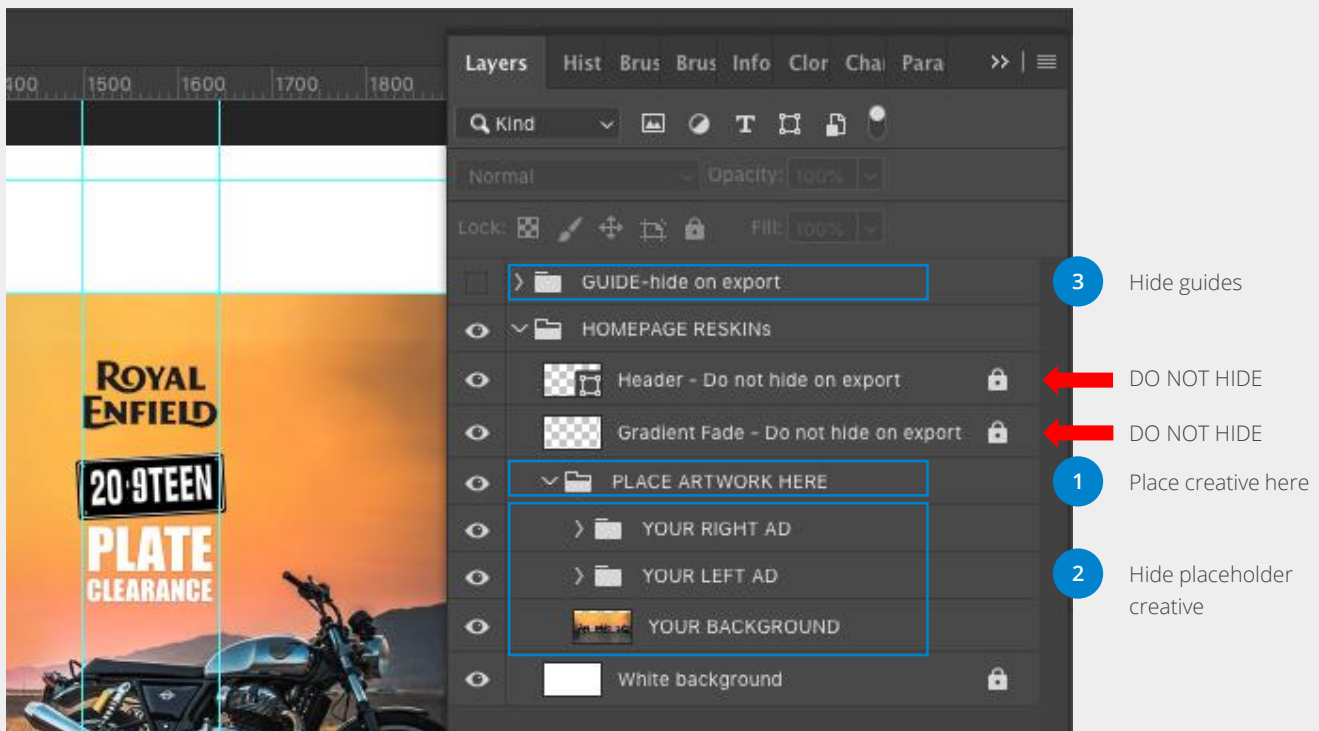 Layers Hist Brus Brus Info Clor Chai Para
400 1500 1600 1700 1800
Kind
Normal Opacity: 100%
Lock: Fill: 100%
GUIDE-hide on export
3 Hide guides
HOMEPAGE RESKINs
Header - Do not hide on export
DO NOT HIDE
Gradient Fade - Do not hide on export
DO NOT HIDE
PLACE ARTWORK HERE
1 Place creative here
YOUR RIGHT AD
YOUR LEFT AD
2 Hide placeholder
creative
YOUR BACKGROUND
White background
ROYAL
ENFIELD
20·9TEEN
PLATE
CLEARANCE